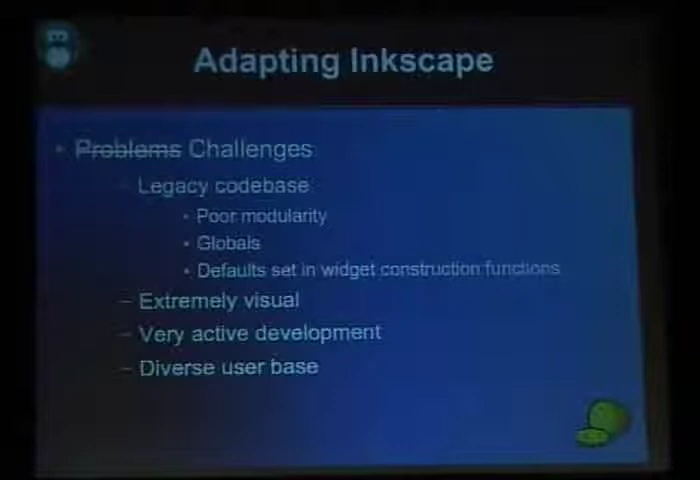 Adapting Inkscape
• Problems Challenges
– Legacy codebase
• Poor modularity
• Globals
• Defaults set in widget construction functions
– Extremely visual
– Very active development
– Diverse user base